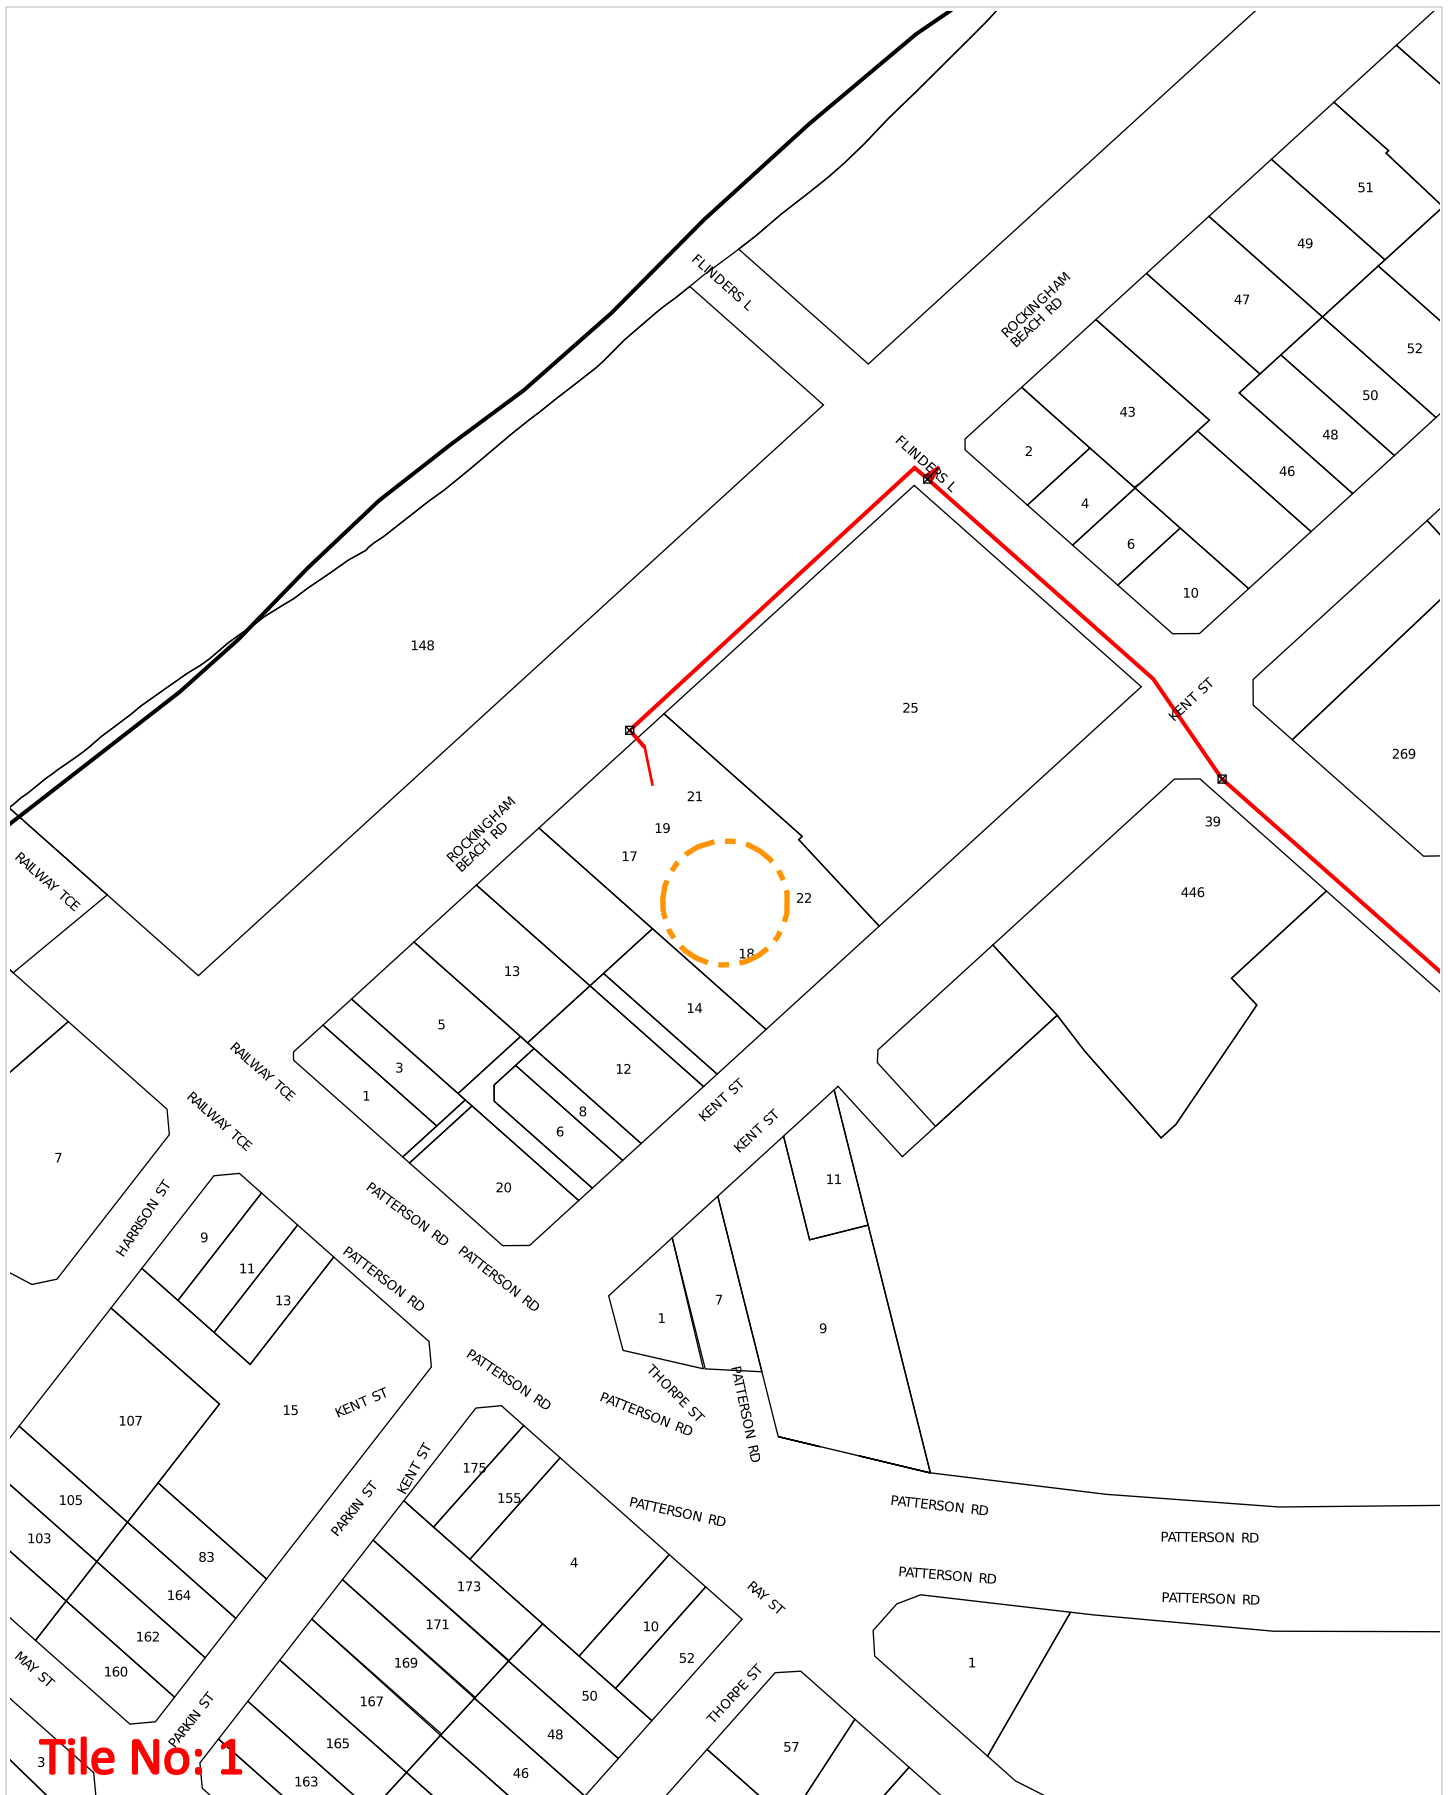 FLINDERS L
ROCKINGHAM
BEACH RD
51
49
47
52
50
48
46
43
2
4
6
10
FLINDERS L
148
25
KENT ST
269
39
446
21
19
17
22
18
ROCKINGHAM
BEACH RD
RAILWAY TCE
13
14
5
12
3
1
8
6
20
RAILWAY TCE
RAILWAY TCE
KENT ST
KENT ST
7
HARRISON ST
9
11
13
PATTERSON RD
PATTERSON RD
PATTERSON RD
11
1
7
9
107
15
KENT ST
PATTERSON RD
THORPE ST
PATTERSON RD
PATTERSON RD
105
103
83
164
162
160
PARKIN ST
KENT ST
175
155
4
PATTERSON RD
PATTERSON RD
PATTERSON RD
PATTERSON RD
PATTERSON RD
RAY ST
173
171
169
167
165
163
10
52
50
48
46
THORPE ST
1
57
MAY ST
PARKIN ST
3
Tile No: 1